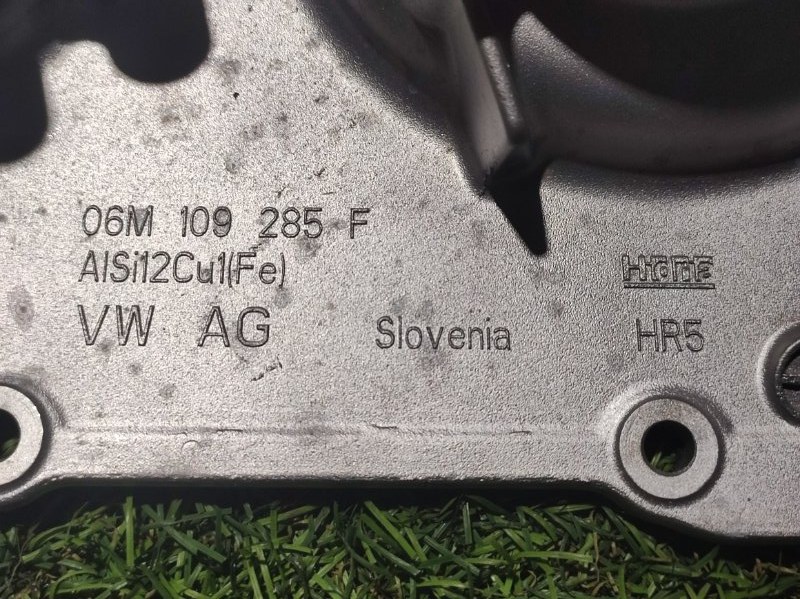 06M 109 285 F
AlSi12Cu1(Fe)
VW AG
Slovenia
HR5